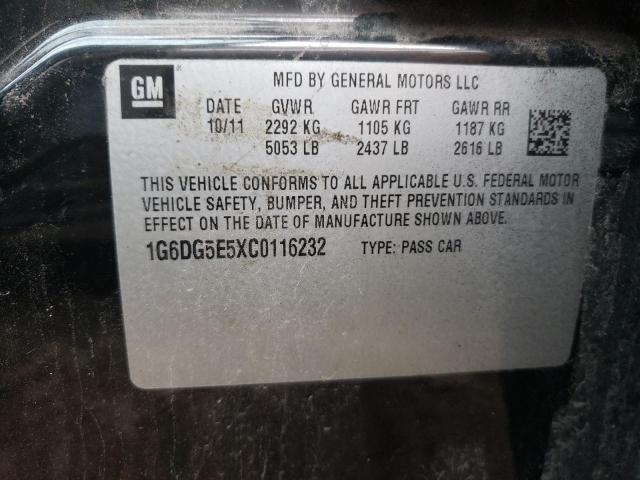 GM
MFD BY GENERAL MOTORS LLC
DATE GVWR GAWR FRT GAWR RR
10/11 2292 KG 1105 KG 1187 KG
5053 LB 2437 LB 2616 LB
THIS VEHICLE CONFORMS TO ALL APPLICABLE U.S. FEDERAL MOTOR
VEHICLE SAFETY, BUMPER, AND THEFT PREVENTION STANDARDS IN
EFFECT ON THE DATE OF MANUFACTURE SHOWN ABOVE.
1G6DG5E5XC0116232 TYPE: PASS CAR